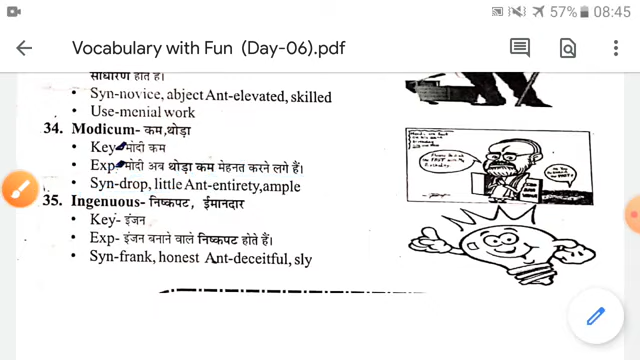 57% 08:45
Vocabulary with Fun (Day-06).pdf
साधारण होते हैं।
Syn-novice, abject Ant-elevated, skilled
Use-menial work
34. Modicum- कम,थोड़ा
Key- मांदी कम
Exp- मांदी अब थोड़ा कम मेहनत करने लगे हैं।
Syn-drop, little Ant-entirety,ample
35. Ingenuous- निष्कपट, ईमानदार
Key- इंजन
Exp- इंजन बनाने वाले निष्कपट होते हैं।
Syn-frank, honest Ant-deceitful, sly